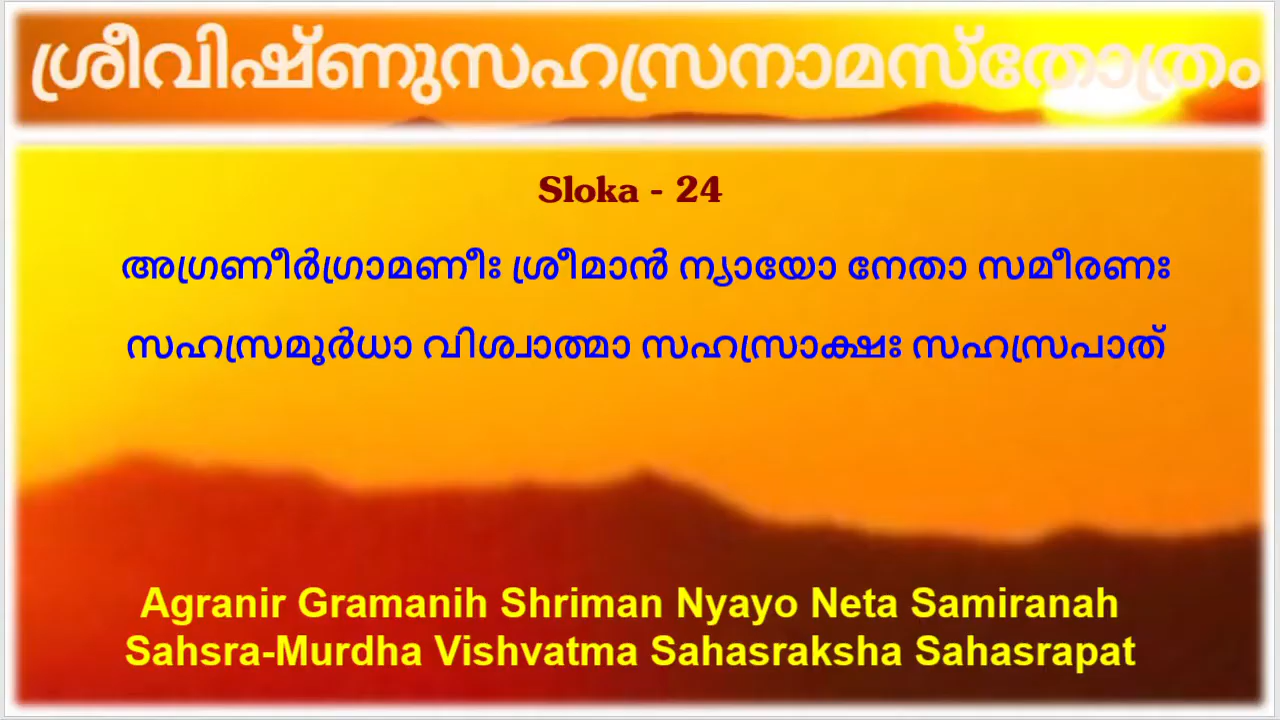 ശ്രീവിഷ്ണുസഹസ്രനാമസ്തോത്രം
Sloka - 24
അഗ്രണീർഗ്രാമണീഃ ശ്രീമാൻ ന്യായോ നേതാ സമീരണഃ
സഹസ്രമൂർധാ വിശ്വാത്മാ സഹസ്രാക്ഷഃ സഹസ്രപാത്
Agranir Gramanih Shriman Nyayo Neta Samiranah
Sahsra-Murdha Vishvatma Sahasraksha Sahasrapat